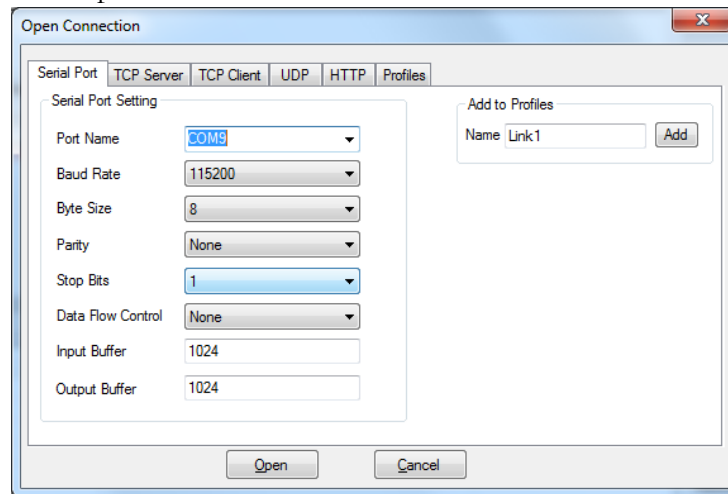 Open Connection
x
Serial Port TCP Server TCP Client UDP HTTP Profiles
Serial Port Setting
Add to Profiles
Port Name COM9
Name Link1 Add
Baud Rate 115200
Byte Size 8
Parity None
Stop Bits 1
Data Flow Control None
Input Buffer 1024
Output Buffer 1024
Open Cancel